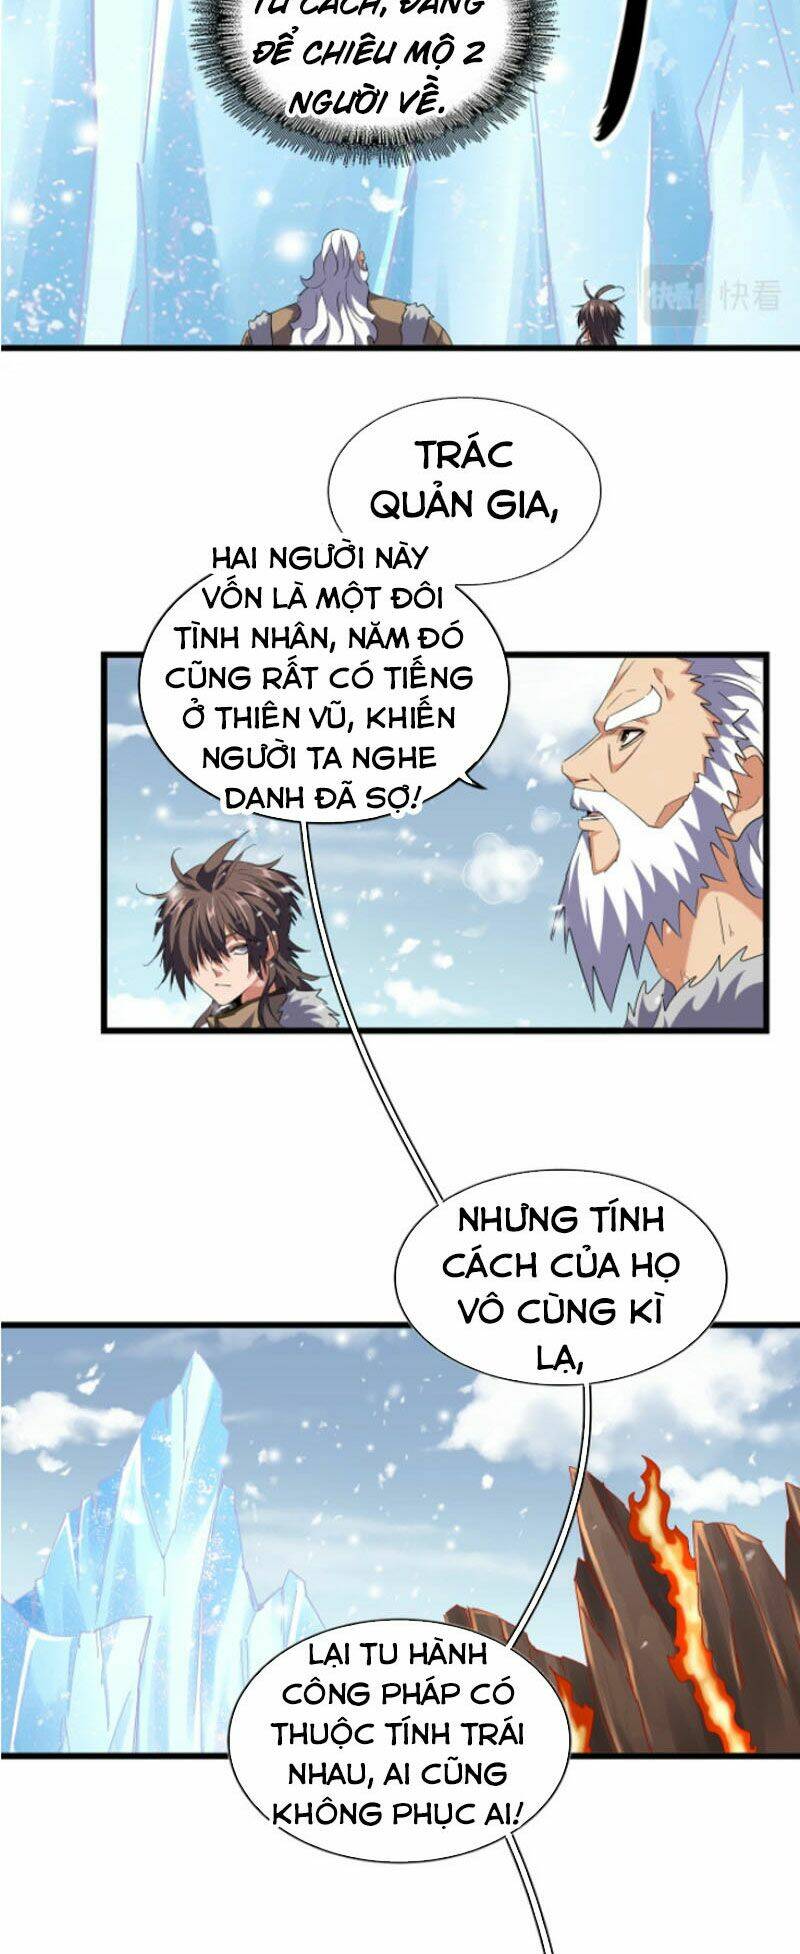 TƯ CÁCH, ĐÁNG
ĐỂ CHIÊU MỘ 2
NGƯỜI VỀ.
快看! 快看
TRÁC
QUẢN GIA,
HAI NGƯỜI NÀY
VỐN LÀ MỘT ĐÔI
TÌNH NHÂN, NĂM ĐÓ
CŨNG RẤT CÓ TIẾNG
Ở THIÊN VŨ, KHIẾN
NGƯỜI TA NGHE
DANH ĐÃ SỢ!
NHƯNG TÍNH
CÁCH CỦA HỌ
VÔ CÙNG KÌ
LẠ,
LẠI TU HÀNH
CÔNG PHÁP CÓ
THUỘC TÍNH TRÁI
NHAU, AI CŨNG
KHÔNG PHỤC AI!